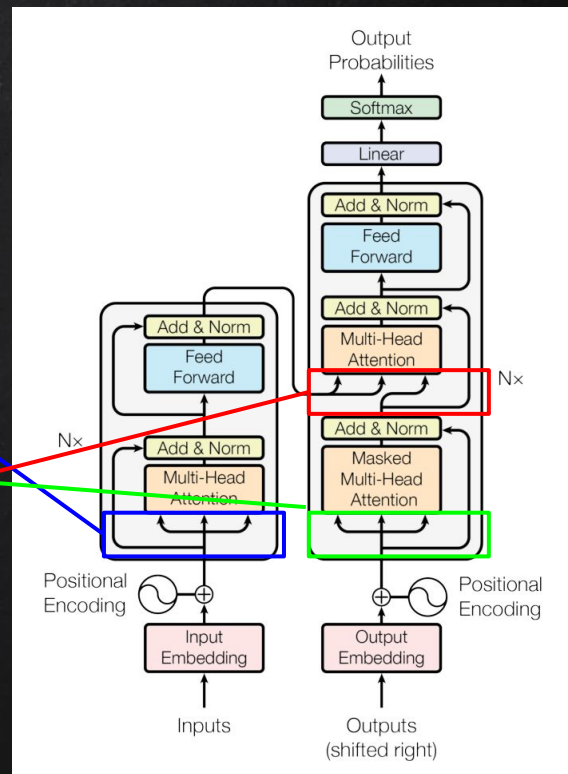 Output
Probabilities
Softmax
Linear
Add & Norm
Feed
Forward
Add & Norm
Multi-Head
Attention
Nx
Add & Norm
Masked
Multi-Head
Attention
Add & Norm
Feed
Forward
Nx
Add & Norm
Multi-Head
Attention
Positional
Encoding
Positional
Encoding
Input
Embedding
Output
Embedding
Inputs
Outputs
(shifted right)